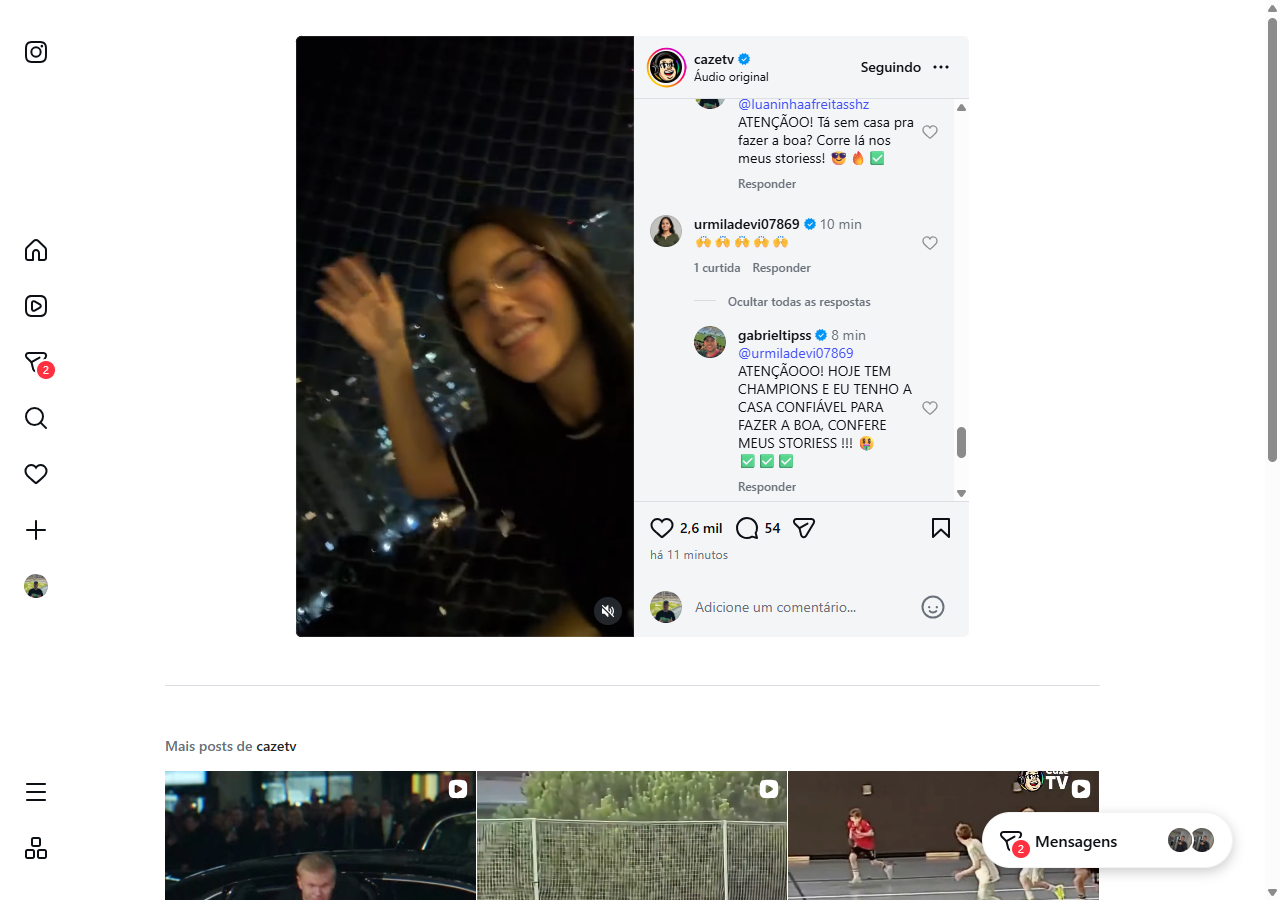 cazetv
Áudio original
Seguindo
@luaninhaafreitasshz
ATENÇÃOO! Tá sem casa pra
fazer a boa? Corre lá nos
meus storiess! 😎 🔥 ✅
Responder
urmiladevi07869 10 min
🙌 🙌 🙌 🙌 🙌
1 curtida Responder
Ocultar todas as respostas
gabrieltipss 8 min
@urmiladevi07869
ATENÇÃOOO! HOJE TEM
CHAMPIONS E EU TENHO A
CASA CONFIÁVEL PARA
FAZER A BOA, CONFERE
MEUS STORIESS !!! 🤑
✅ ✅ ✅
Responder
2,6 mil 54
há 11 minutos
Adicione um comentário...
2
Mais posts de cazetv
TV
2
Mensagens